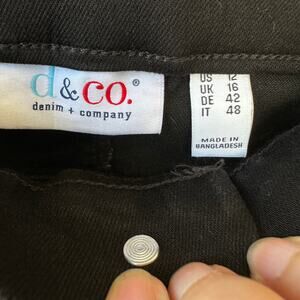 d&co.®
denim + company
US 12
UK 16
DE 42
IT 48
MADE IN
BANGLADESH